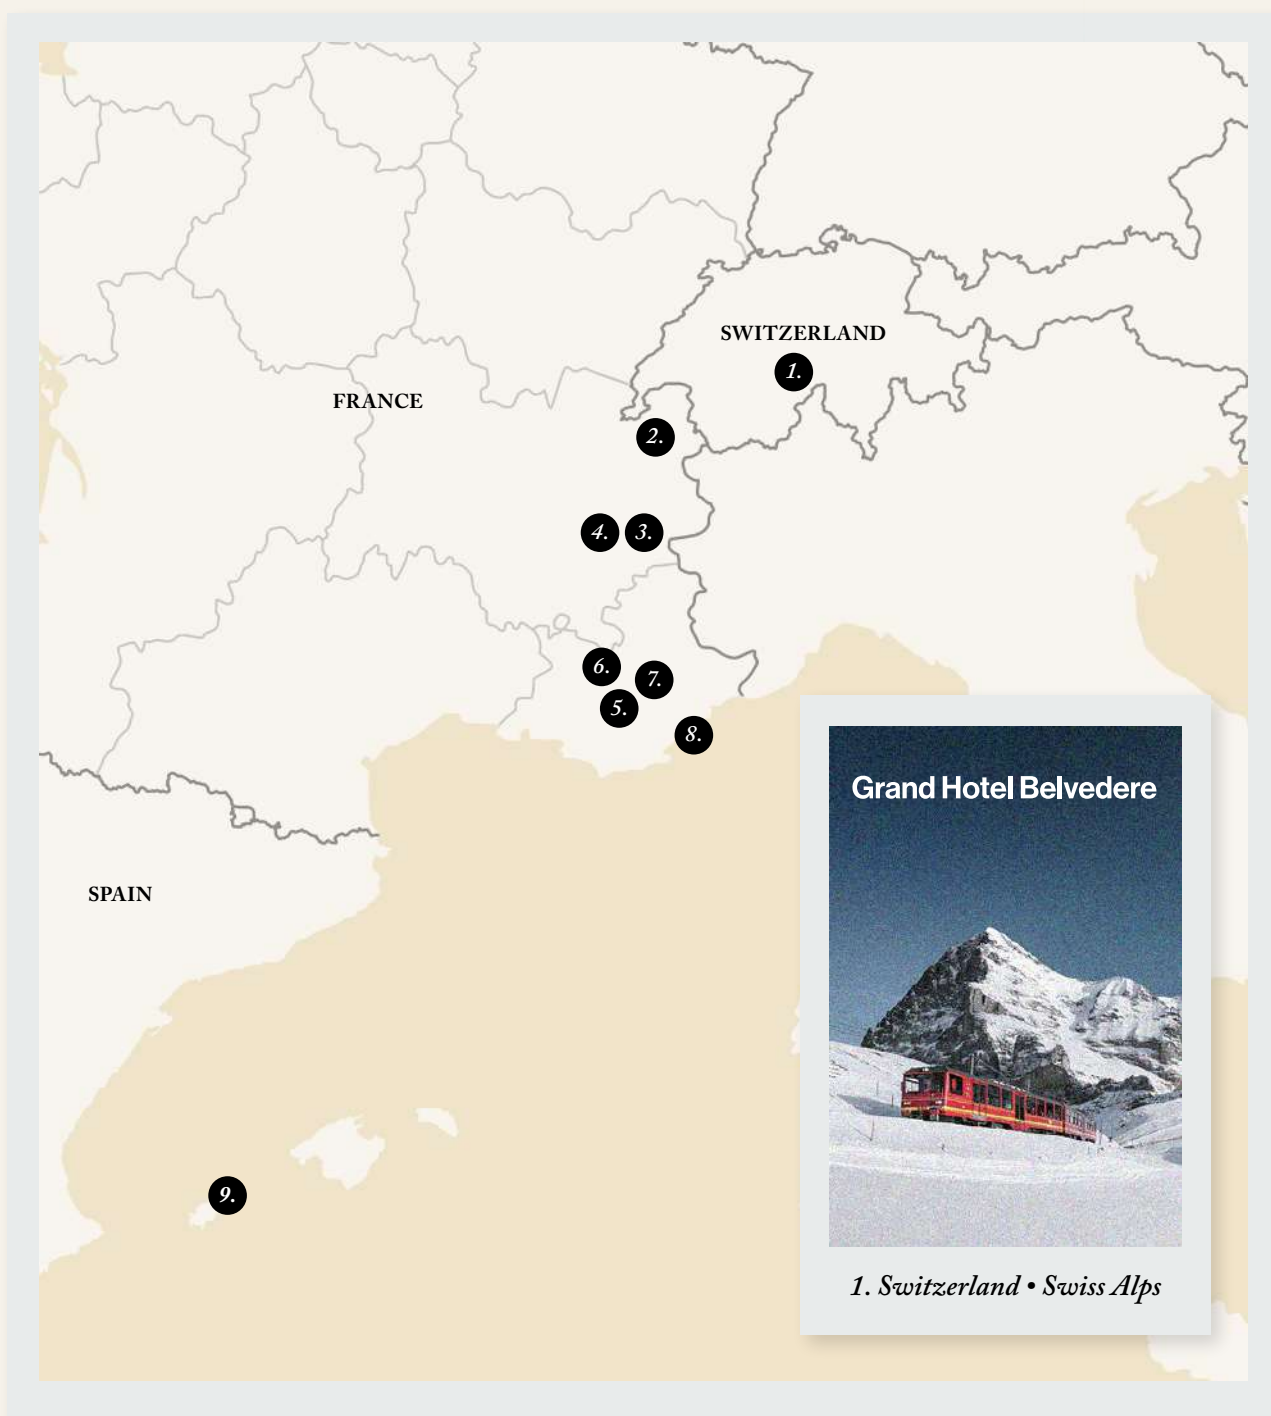 SWITZERLAND
1.
FRANCE
2.
4.
3.
6.
7.
5.
8.
Grand Hotel Belvedere
SPAIN
9.
1. Switzerland • Swiss Alps